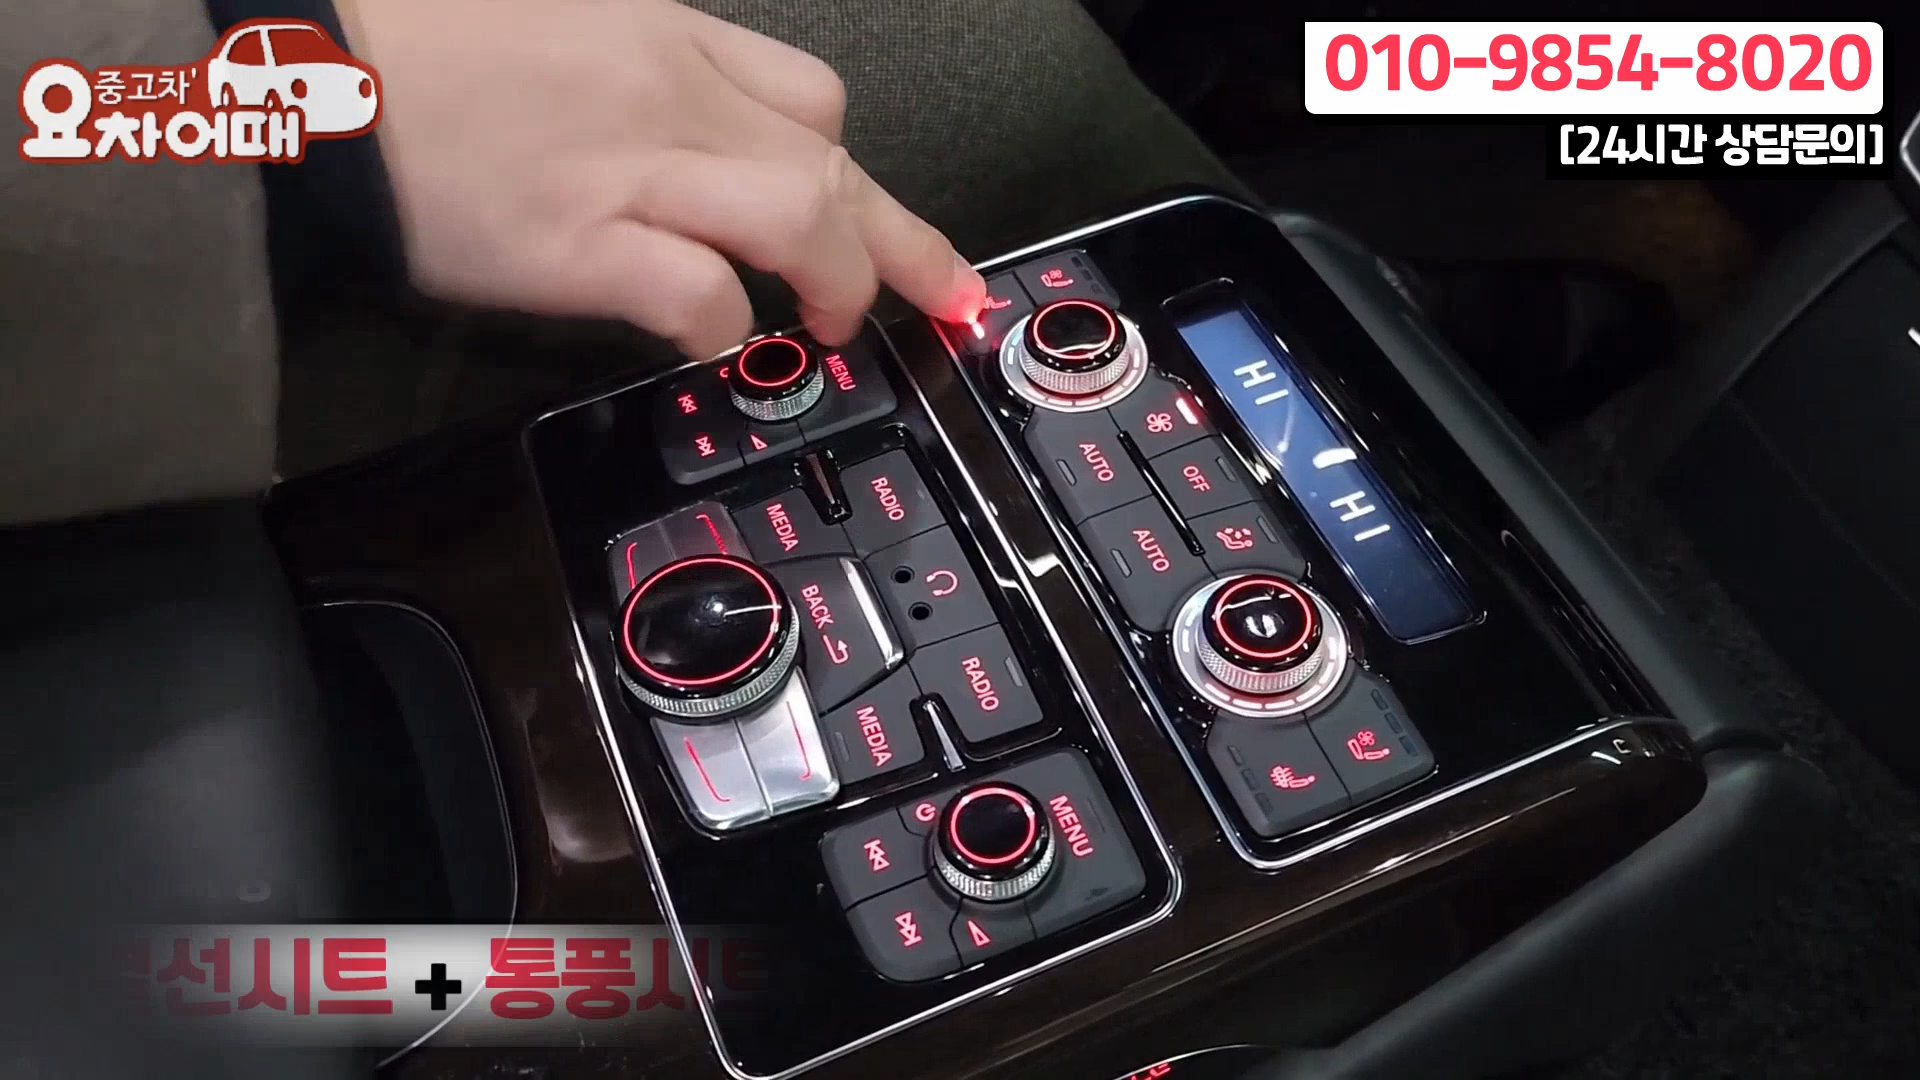 중고차'
요차어때
010-9854-8020
[24시간 상담문의]
MENU
HI
AUTO
OFF
RADIO
MEDIA
HI
AUTO
BACK
RADIO
MEDIA
MENU
선시트 + 통풍시트